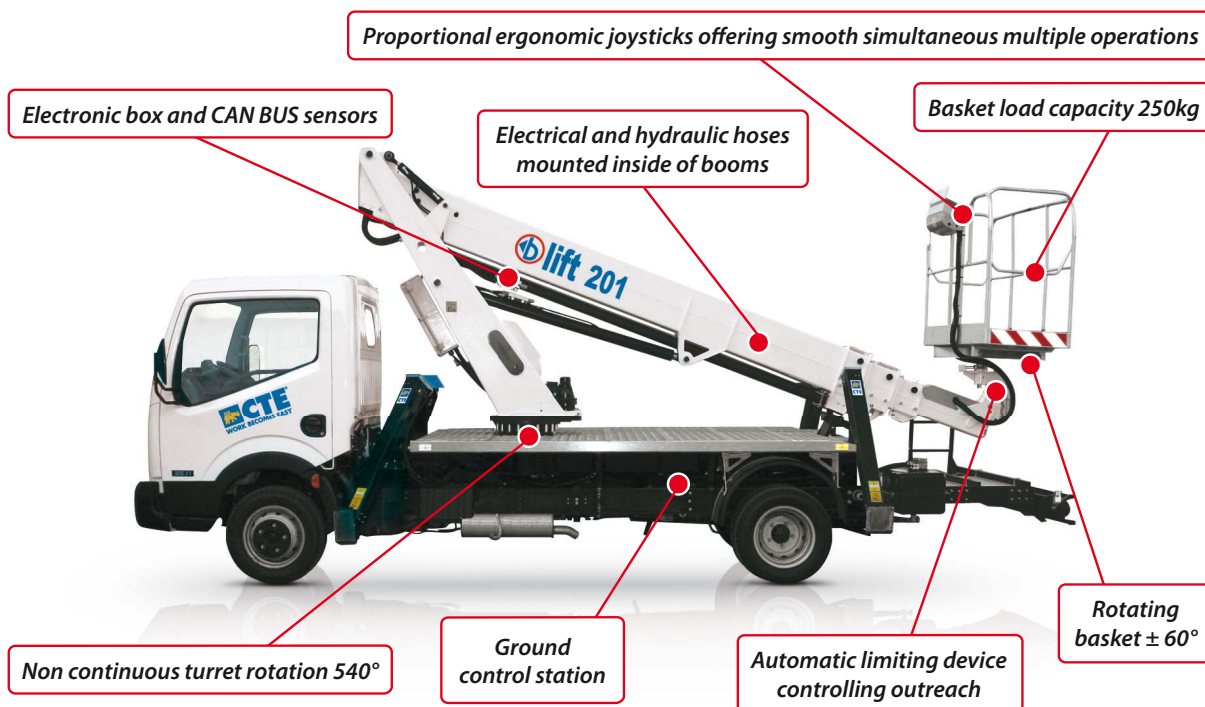 Proportional ergonomic joysticks offering smooth simultaneous multiple operations
Electronic box and CAN BUS sensors
Electrical and hydraulic hoses
mounted inside of booms
Basket load capacity 250kg
b lift 201
CTE
CTE
WORK BECOMES EASY
Non continuous turret rotation 540°
Ground
control station
Automatic limiting device
controlling outreach
Rotating
basket ± 60°